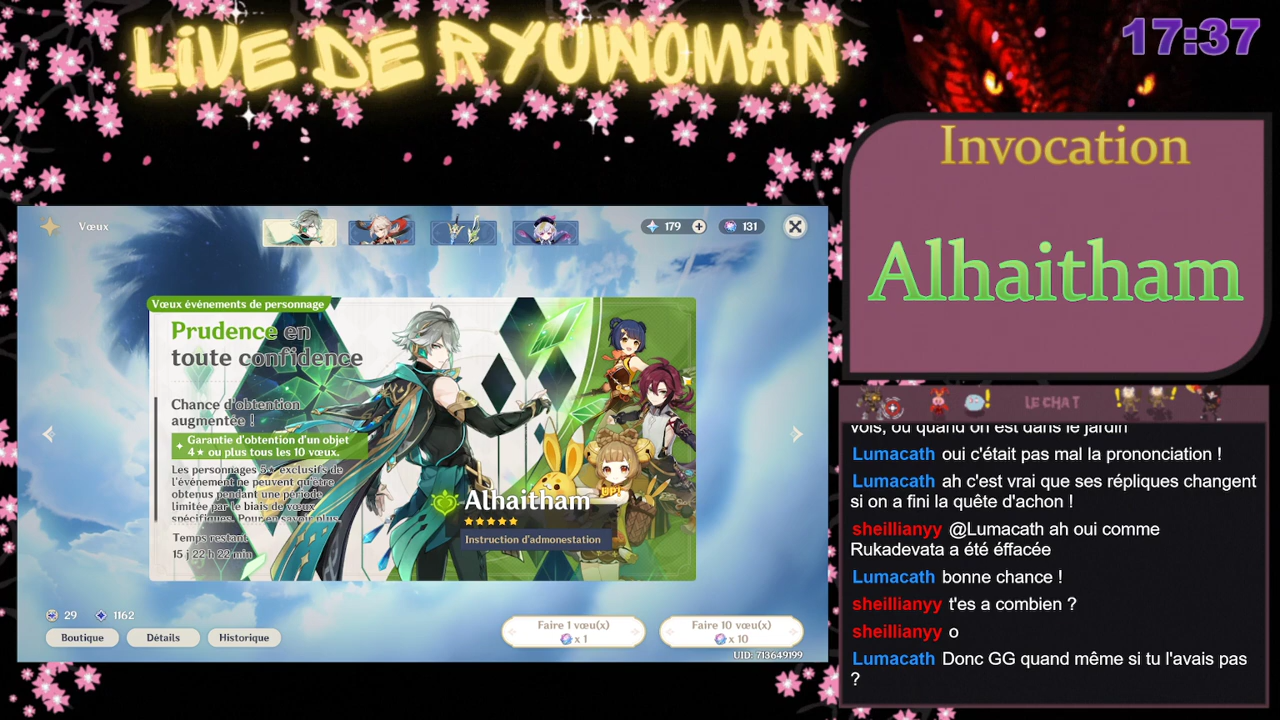 LIVE DE RYUWOMAN
17:37
Invocation
Alhaitham
Vœux
179
131
Vœux événements de personnage
Prudence en
toute confidence
Chance d'obtention
augmentée !
Garantie d'obtention d'un objet
4★ ou plus tous les 10 vœux.
Les personnages 5★ exclusifs de
l'événement ne peuvent qu'être
obtenus pendant une période
limitée par le biais de vœux
spécifiques. Pour en savoir plus,
Temps restant
15 j 22 h 22 min
UP!
Alhaitham
★★★★★
Instruction d'admonestation
29
1162
Boutique
Détails
Historique
Faire 1 vœu(x)
x 1
Faire 10 vœu(x)
x 10
UID: 713649199
LE CHAT
vois, ou quand on est dans le jardin
Lumacath oui c'était pas mal la prononciation !
Lumacath ah c'est vrai que ses répliques changent
si on a fini la quête d'achon !
sheillianyy @Lumacath ah oui comme
Rukadevata a été éffacée
Lumacath bonne chance !
sheillianyy t'es a combien ?
sheillianyy o
Lumacath Donc GG quand même si tu l'avais pas
?